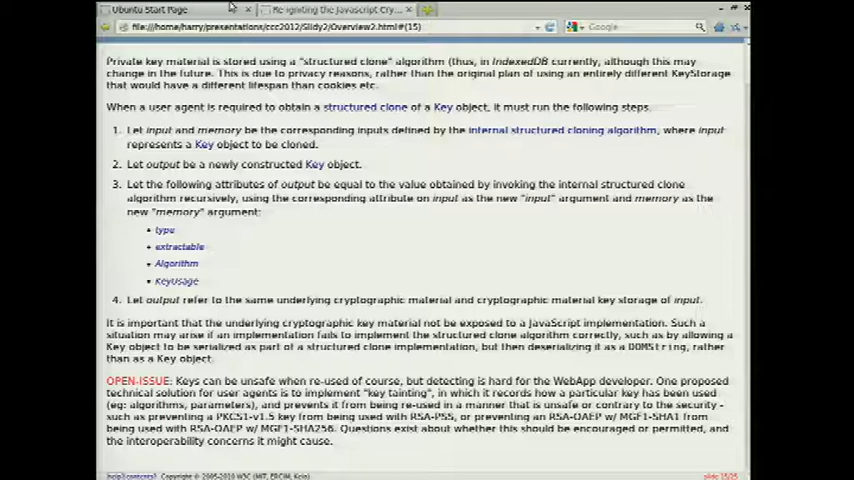 Ubuntu Start Page
Re-igniting the Javascript Cry...
file:///home/harry/presentations/ccc2012/Slidy2/Overview2.html#(15)
Google
Private key material is stored using a "structured clone" algorithm (thus, in IndexedDB currently, although this may
change in the future. This is due to privacy reasons, rather than the original plan of using an entirely different KeyStorage
that would have a different lifespan than cookies etc.
When a user agent is required to obtain a structured clone of a Key object, it must run the following steps.
1. Let input and memory be the corresponding inputs defined by the internal structured cloning algorithm, where input
represents a Key object to be cloned.
2. Let output be a newly constructed Key object.
3. Let the following attributes of output be equal to the value obtained by invoking the internal structured clone
algorithm recursively, using the corresponding attribute on input as the new "input" argument and memory as the
new "memory" argument:
• type
• extractable
• Algorithm
• KeyUsage
4. Let output refer to the same underlying cryptographic material and cryptographic material key storage of input.
It is important that the underlying cryptographic key material not be exposed to a JavaScript implementation. Such a
situation may arise if an implementation fails to implement the structured clone algorithm correctly, such as by allowing a
Key object to be serialized as part of a structured clone implementation, but then deserializing it as a DOMString, rather
than as a Key object.
OPEN-ISSUE: Keys can be unsafe when re-used of course, but detecting is hard for the WebApp developer. One proposed
technical solution for user agents is to implement "key tainting", in which it records how a particular key has been used
(eg: algorithms, parameters), and prevents it from being re-used in a manner that is unsafe or contrary to the security -
such as preventing a PKCS1-v1.5 key from being used with RSA-PSS, or preventing an RSA-OAEP w/ MGF1-SHA1 from
being used with RSA-OAEP w/ MGF1-SHA256. Questions exist about whether this should be encouraged or permitted, and
the interoperability concerns it might cause.
help? contents? Copyright © 2005-2010 W3C (MIT, ERCIM, Keio)
slide 15/25